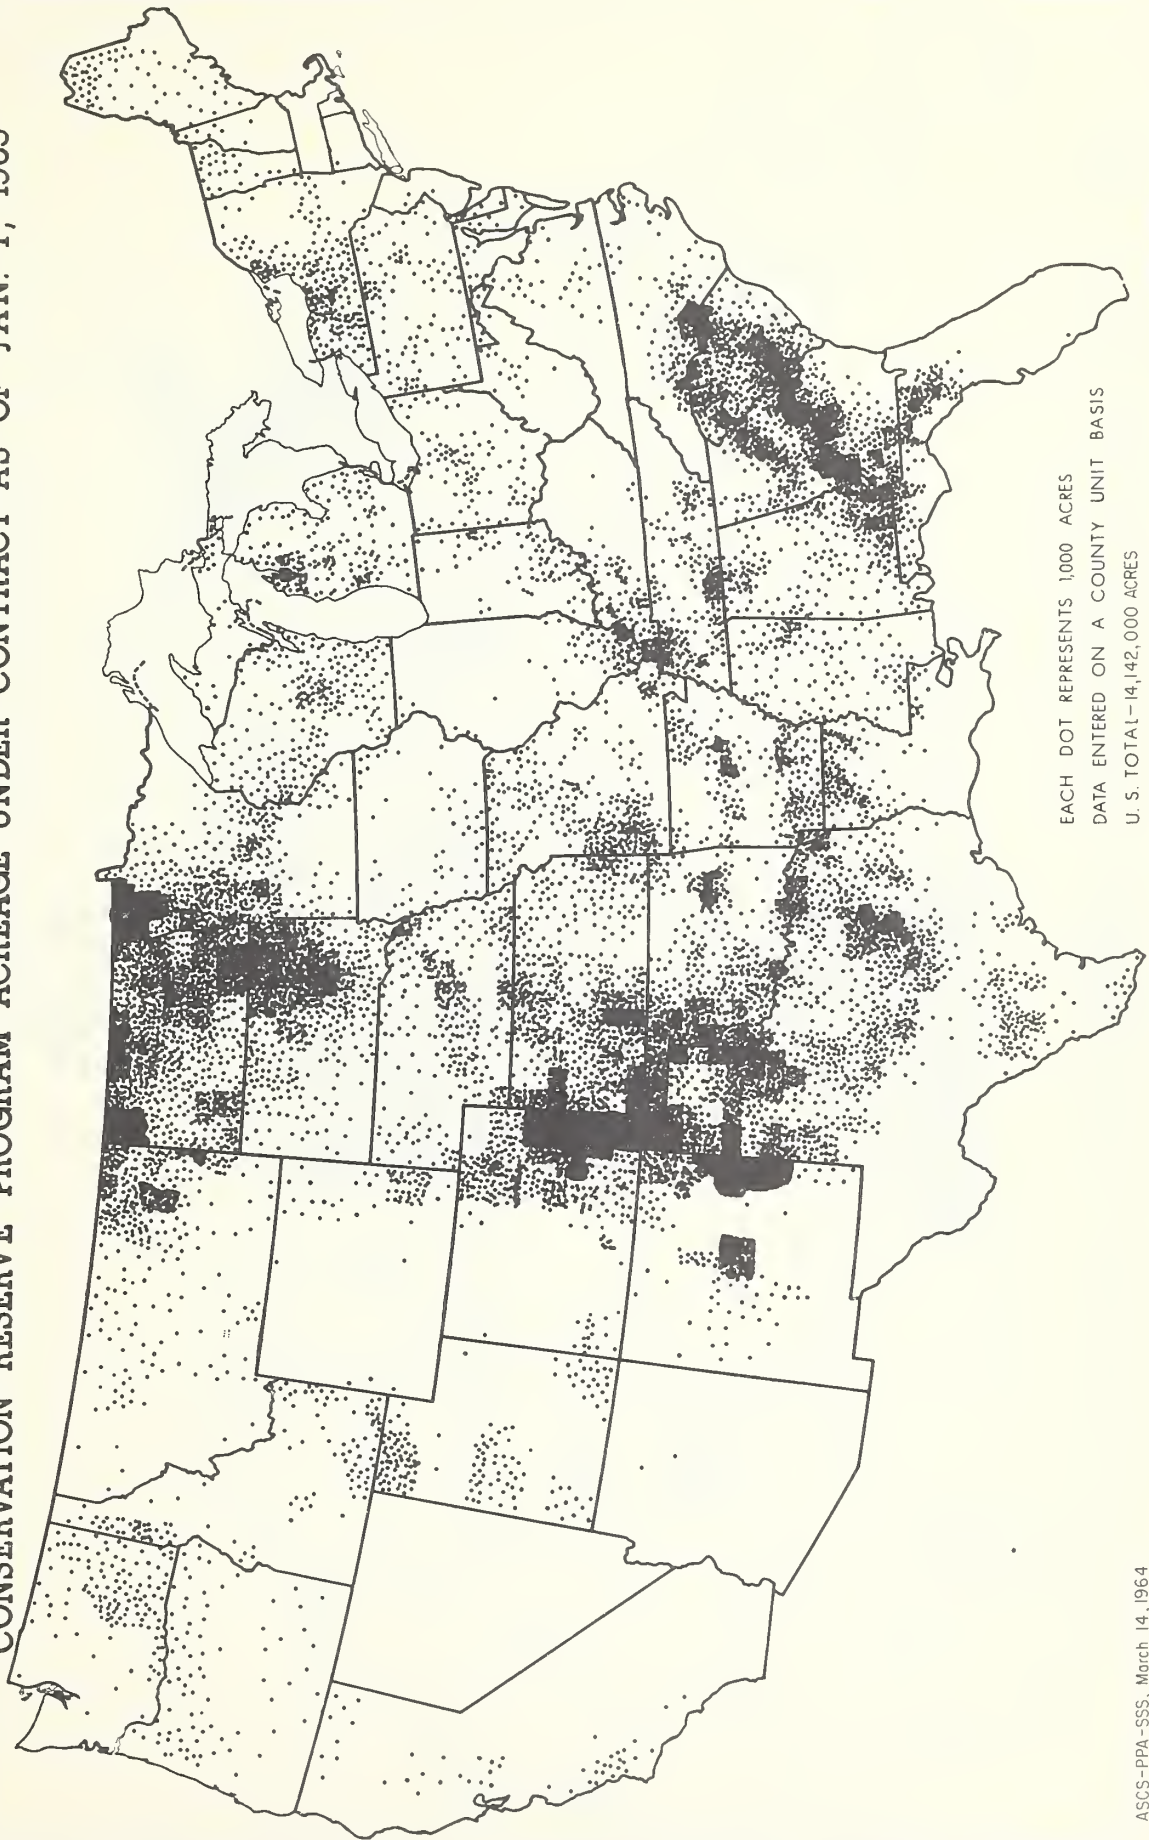 CONSERVATION RESERVE PROGRAM ACREAGE UNDER CONTRACT AS OF JAN. 1, 1963
EACH DOT REPRESENTS 1,000 ACRES
DATA ENTERED ON A COUNTY UNIT BASIS
U. S. TOTAL-14,142,000 ACRES
ASCS-PPA-SSS, March 14, 1964